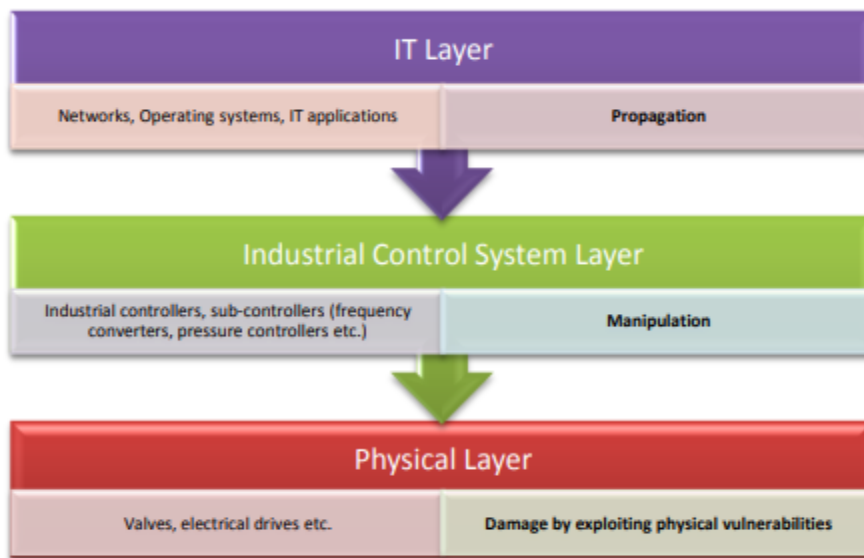 IT Layer
Networks, Operating systems, IT applications
Propagation
Industrial Control System Layer
Industrial controllers, sub-controllers (frequency
converters, pressure controllers etc.)
Manipulation
Physical Layer
Valves, electrical drives etc.
Damage by exploiting physical vulnerabilities